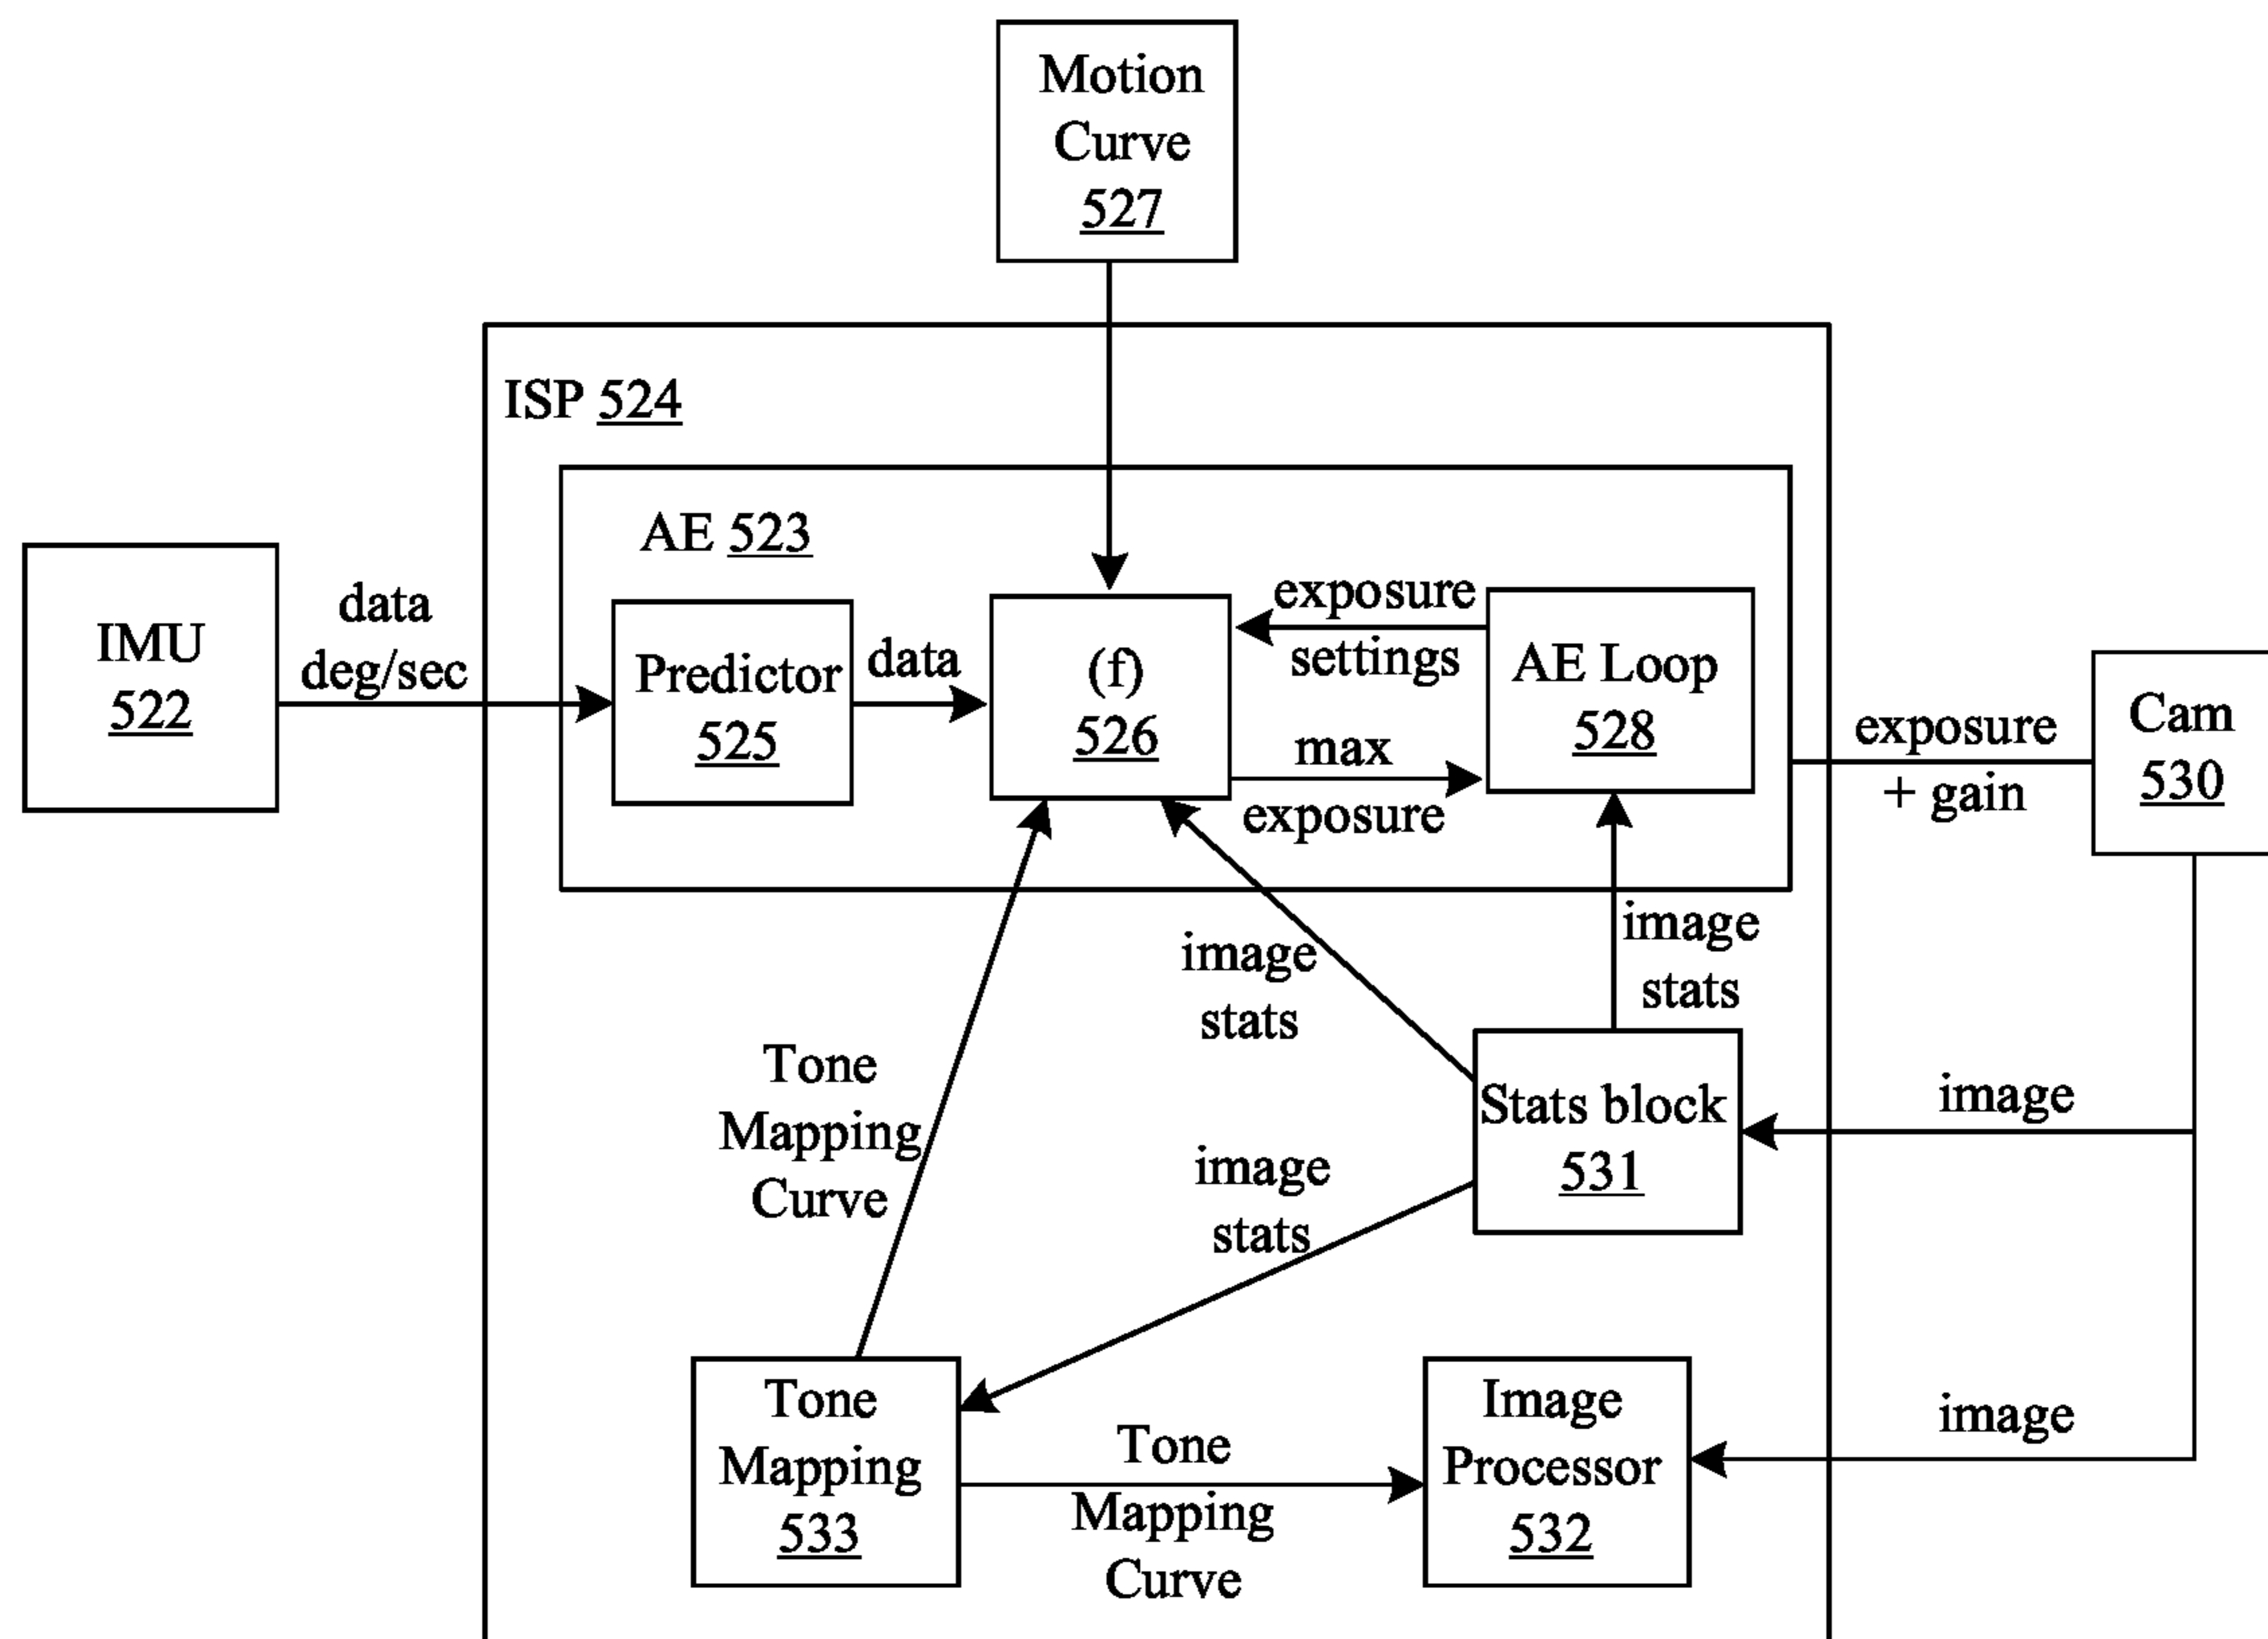 Motion
Curve
527
ISP 524
AE 523
IMU
522
data
deg/sec
Predictor
525
data
(f)
526
exposure
settings
max
exposure
AE Loop
528
exposure
+ gain
Cam
530
image
stats
image
stats
Tone
Mapping
Curve
Stats block
531
image
image
stats
Tone
Mapping
533
Tone
Mapping
Curve
Image
Processor
532
image